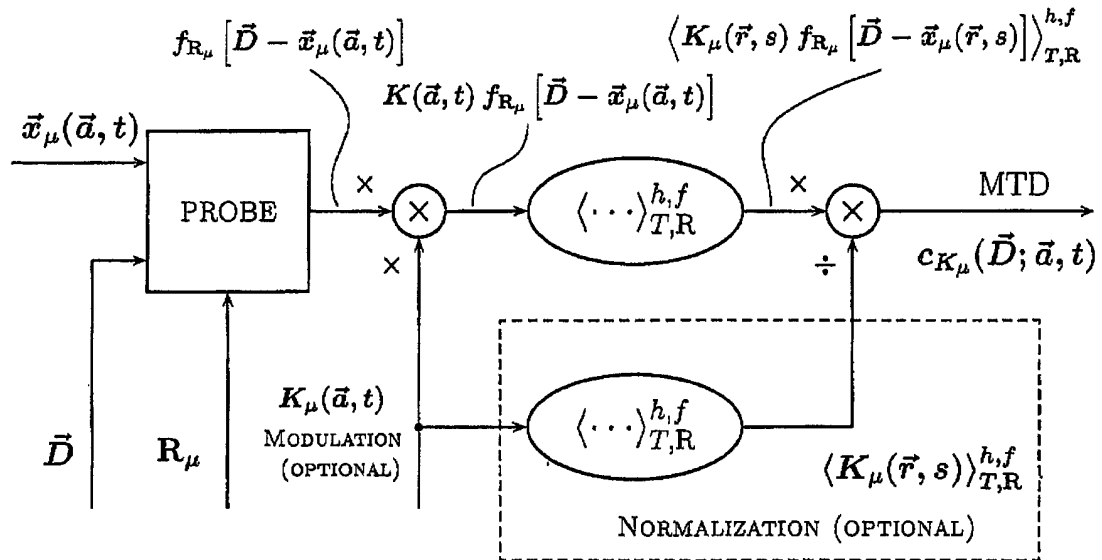 f_{R_μ} [D⃗ − x⃗_μ(a⃗, t)]
⟨K_μ(r⃗, s) f_{R_μ} [D⃗ − x⃗_μ(r⃗, s)]⟩^{h,f}_{T,R}
K(a⃗, t) f_{R_μ} [D⃗ − x⃗_μ(a⃗, t)]
x⃗_μ(a⃗, t)
PROBE
×
×
×
⟨· · ·⟩^{h,f}_{T,R}
×
×
÷
MTD
c_{K_μ}(D⃗; a⃗, t)
K_μ(a⃗, t)
MODULATION
(OPTIONAL)
D⃗
R_μ
⟨· · ·⟩^{h,f}_{T,R}
⟨K_μ(r⃗, s)⟩^{h,f}_{T,R}
NORMALIZATION (OPTIONAL)